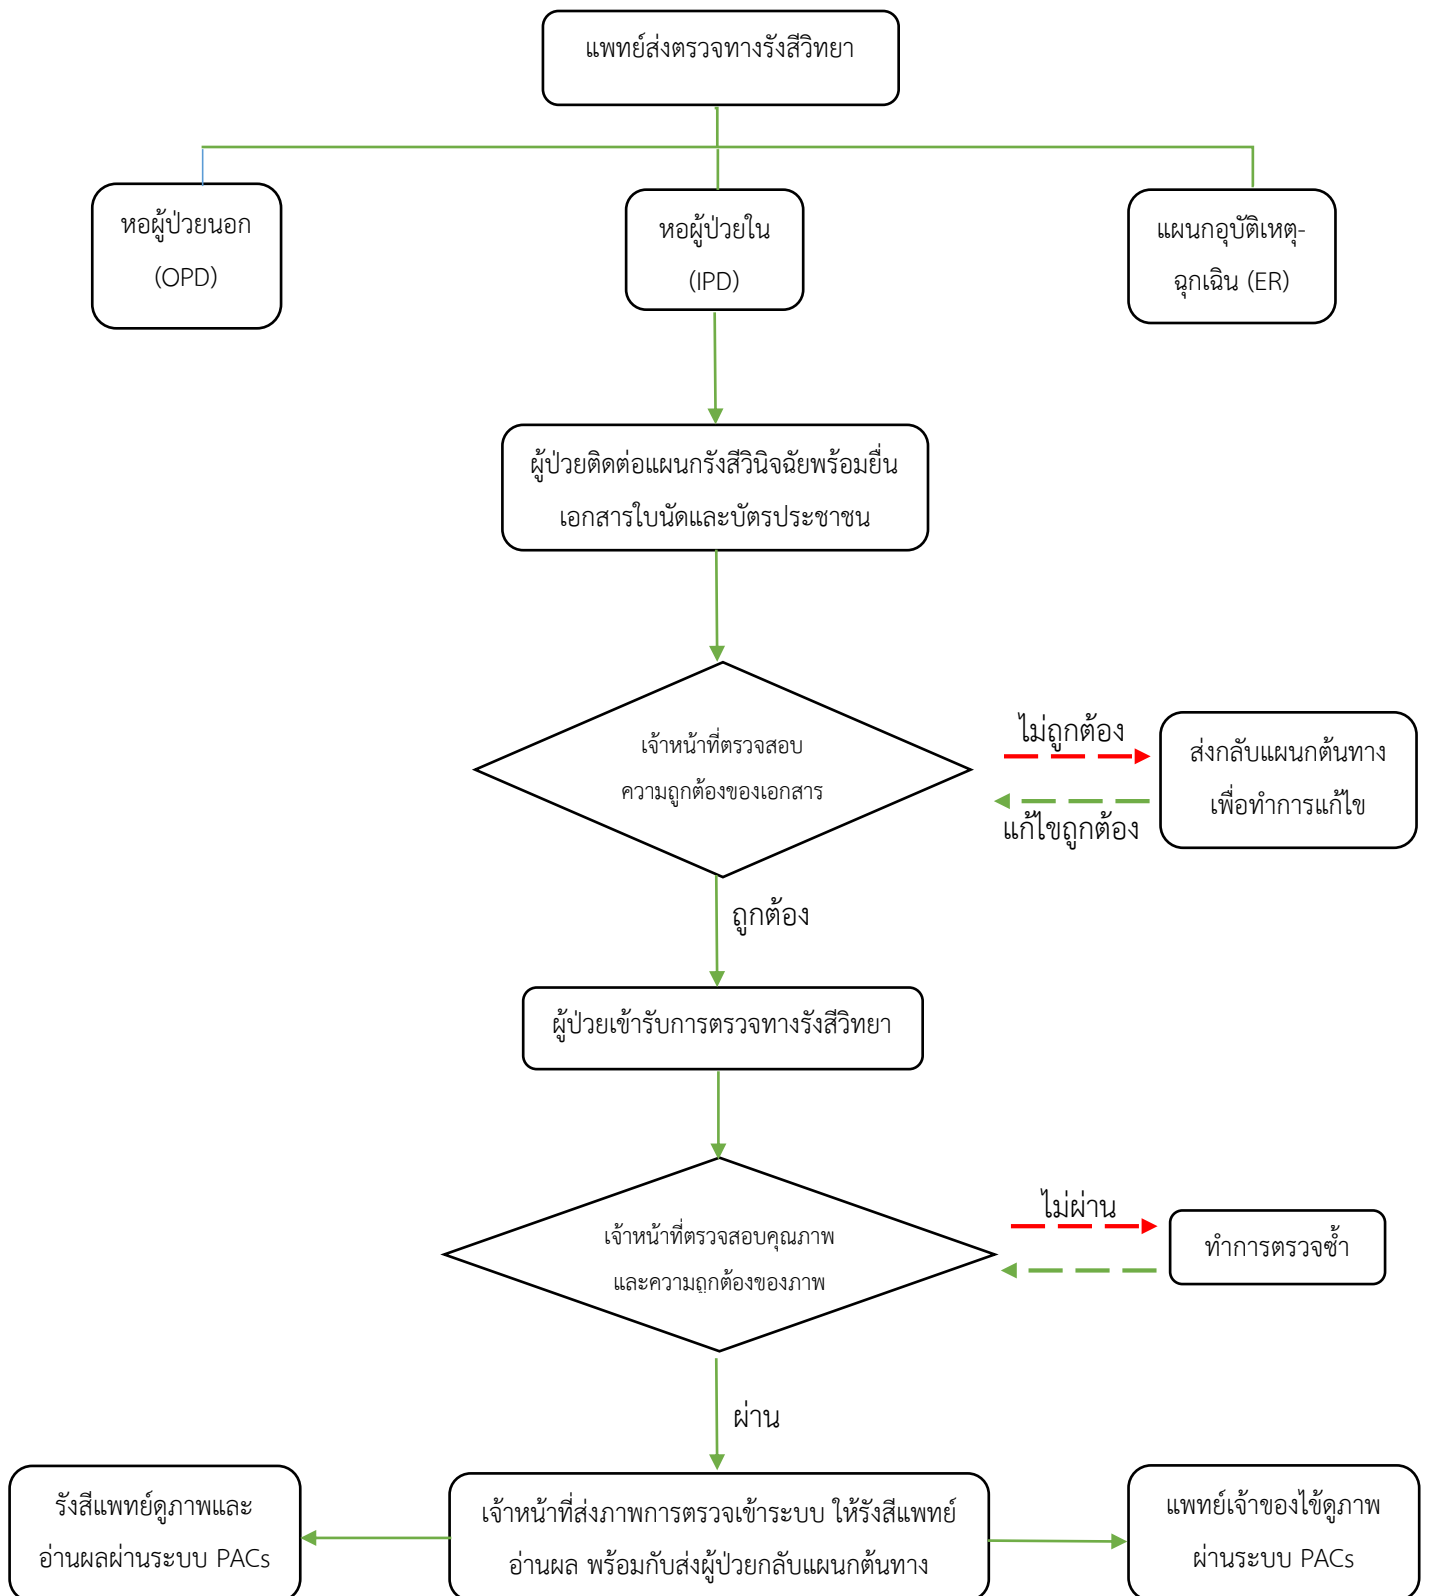 แพทย์ส่งตรวจทางรังสีวิทยา
หอผู้ป่วยนอก
(OPD)
หอผู้ป่วยใน
(IPD)
แผนกอุบัติเหตุ-
ฉุกเฉิน (ER)
ผู้ป่วยติดต่อแผนกรังสีวินิจฉัยพร้อมยื่น
เอกสารใบนัดและบัตรประชาชน
เจ้าหน้าที่ตรวจสอบ
ความถูกต้องของเอกสาร
ไม่ถูกต้อง
แก้ไขถูกต้อง
ส่งกลับแผนกต้นทาง
เพื่อทำการแก้ไข
ถูกต้อง
ผู้ป่วยเข้ารับการตรวจทางรังสีวิทยา
เจ้าหน้าที่ตรวจสอบคุณภาพ
และความถูกต้องของภาพ
ไม่ผ่าน
ทำการตรวจซ้ำ
ผ่าน
รังสีแพทย์ดูภาพและ
อ่านผลผ่านระบบ PACs
เจ้าหน้าที่ส่งภาพการตรวจเข้าระบบ ให้รังสีแพทย์
อ่านผล พร้อมกับส่งผู้ป่วยกลับแผนกต้นทาง
แพทย์เจ้าของไข้ดูภาพ
ผ่านระบบ PACs